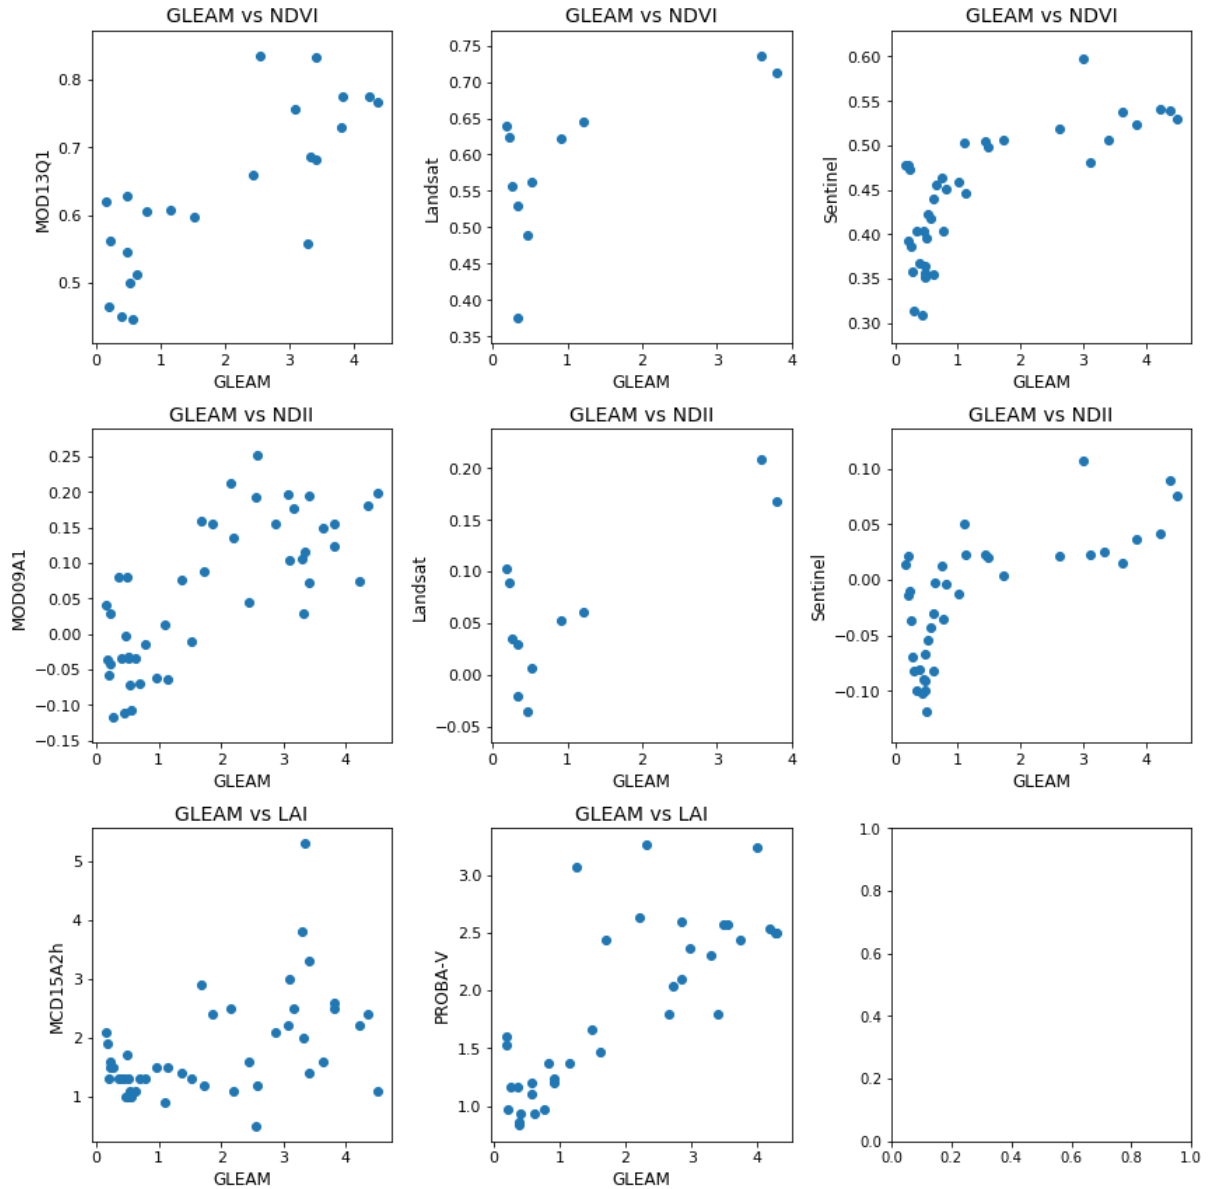 GLEAM vs NDVI
GLEAM vs NDVI
GLEAM vs NDVI
MOD13Q1
0.8
0.7
0.6
0.5
0 1 2 3 4
GLEAM
Landsat
0.75
0.70
0.65
0.60
0.55
0.50
0.45
0.40
0.35
0 1 2 3 4
GLEAM
Sentinel
0.60
0.55
0.50
0.45
0.40
0.35
0.30
0 1 2 3 4
GLEAM
GLEAM vs NDII
GLEAM vs NDII
GLEAM vs NDII
MOD09A1
0.25
0.20
0.15
0.10
0.05
0.00
−0.05
−0.10
−0.15
0 1 2 3 4
GLEAM
Landsat
0.20
0.15
0.10
0.05
0.00
−0.05
0 1 2 3 4
GLEAM
Sentinel
0.10
0.05
0.00
−0.05
−0.10
0 1 2 3 4
GLEAM
GLEAM vs LAI
GLEAM vs LAI
MCD15A2h
5
4
3
2
1
0 1 2 3 4
GLEAM
PROBA-V
3.0
2.5
2.0
1.5
1.0
0 1 2 3 4
GLEAM
1.0
0.8
0.6
0.4
0.2
0.0
0.0 0.2 0.4 0.6 0.8 1.0